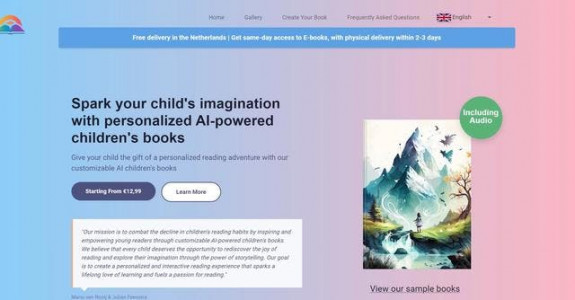 Home Gallery Create Your Book Frequently Asked Questions English
Free delivery in the Netherlands | Get same-day access to E-books, with physical delivery within 2-3 days
Spark your child's imagination
with personalized AI-powered
children's books
Including
Audio
Give your child the gift of a personalized reading adventure with our
customizable AI children's books
Starting From €12,99 Learn More
"Our mission is to combat the decline in children's reading habits by inspiring and
empowering young readers through customizable AI-powered children's books.
We believe that every child deserves the opportunity to rediscover the joy of
reading and explore their imagination through the power of storytelling. Our goal
is to create a personalized and interactive reading experience that sparks a
lifelong love of learning and fuels a passion for reading."
View our sample books